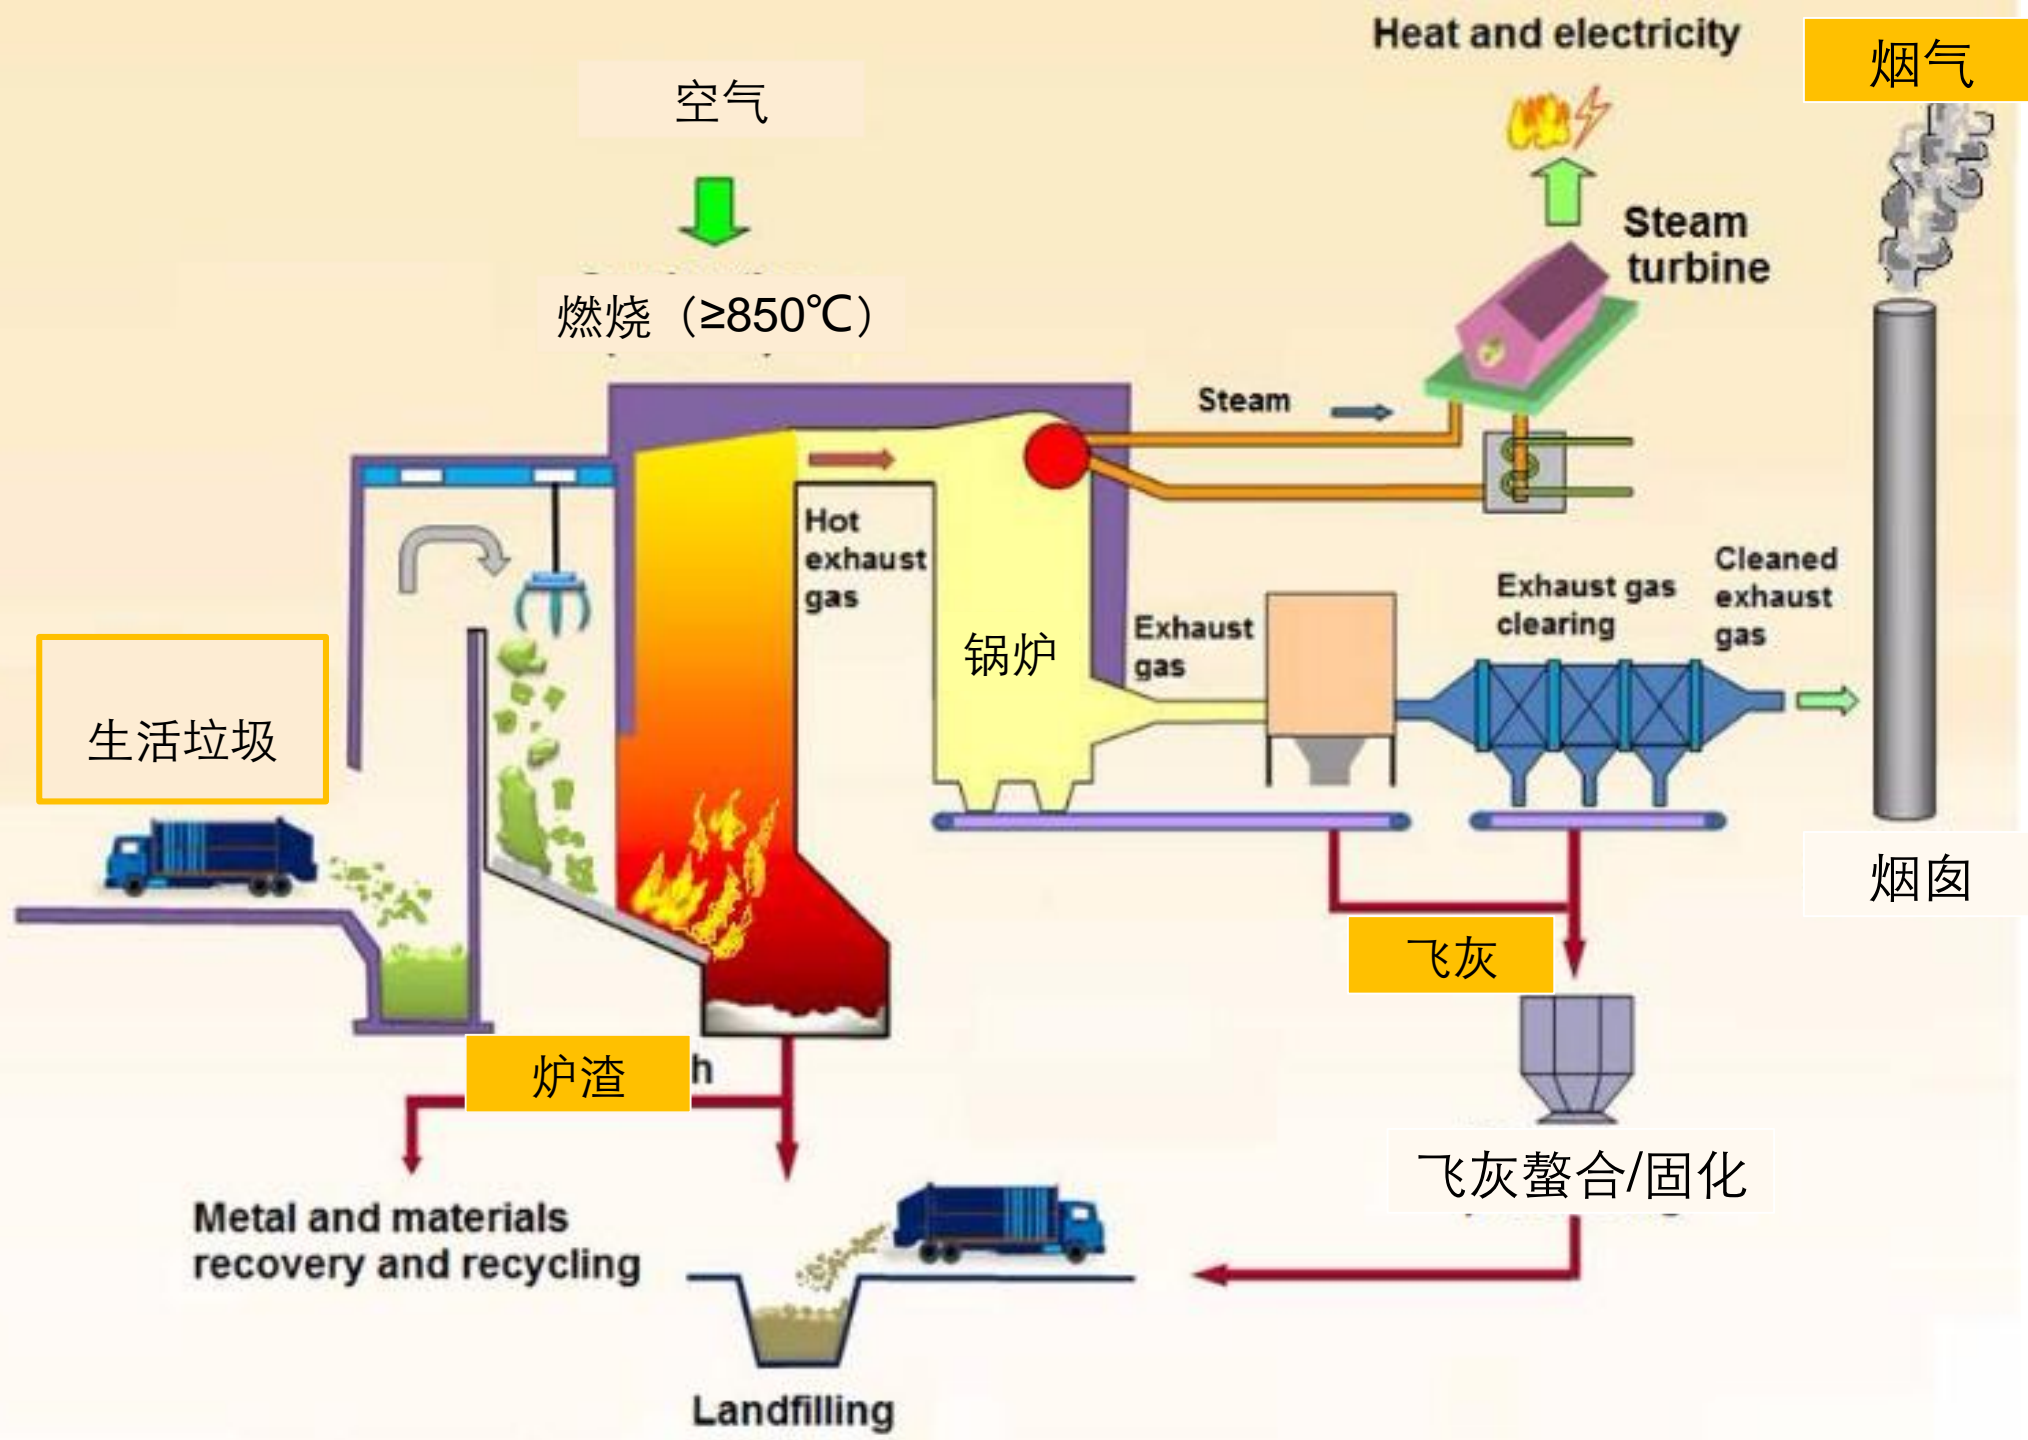 Heat and electricity
烟气
空气
Steam
turbine
燃烧（≥850℃）
Steam
Hot
exhaust
gas
Exhaust gas
clearing
Cleaned
exhaust
gas
锅炉
Exhaust
gas
生活垃圾
烟囱
飞灰
炉渣
h
飞灰螯合/固化
Metal and materials
recovery and recycling
Landfilling